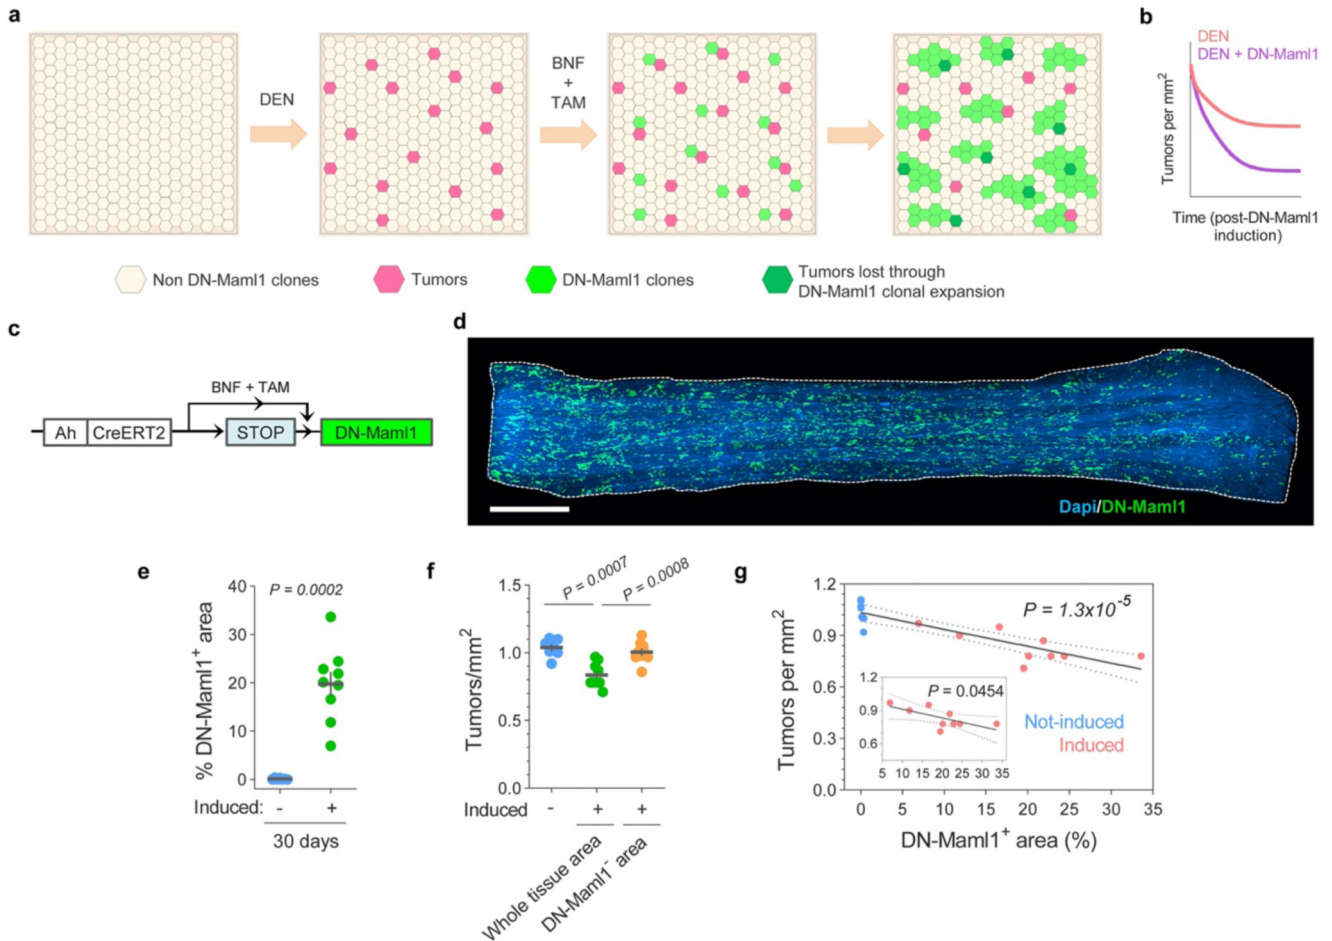 a
DEN
BNF
+
TAM
Non DN-Maml1 clones
Tumors
DN-Maml1 clones
Tumors lost through
DN-Maml1 clonal expansion
b
DEN
DEN + DN-Maml1
Tumors per mm²
Time (post-DN-Maml1
induction)
c
BNF + TAM
Ah
CreERT2
STOP
DN-Maml1
d
Dapi/DN-Maml1
e
P = 0.0002
% DN-Maml1⁺ area
40
30
20
10
0
Induced:
-
+
30 days
f
P = 0.0007
P = 0.0008
Tumors/mm²
1.5
1.0
0.5
0.0
Induced
-
+
+
Whole tissue area
DN-Maml1⁻ area
g
P = 1.3x10⁻⁵
Tumors per mm²
1.2
0.9
0.6
0.3
0.0
P = 0.0454
0.9
0.6
5 10 15 20 25 30 35
Not-induced
Induced
0 5 10 15 20 25 30 35
DN-Maml1⁺ area (%)